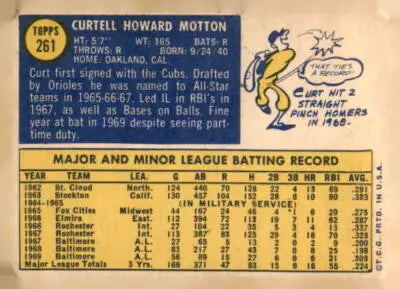 TOPPS
261
CURTELL HOWARD MOTTON
HT: 5'7" WT: 165 BATS: R
THROWS: R BORN: 9/24/40
HOME: OAKLAND, CAL.
Curt first signed with the Cubs. Drafted
by Orioles he was named to All-Star
teams in 1965-66-67. Led IL in RBI's in
1967, as well as Bases on Balls. Fine
year at bat in 1969 despite seeing part-
time duty.
THAT TIES
A RECORD!
CURT HIT 2
STRAIGHT
PINCH HOMERS
IN 1968.
MAJOR AND MINOR LEAGUE BATTING RECORD
YEAR TEAM LEA. G AB R H 2B 3B HR RBI AVG.
1962 St. Cloud North. 124 440 70 128 22 4 13 69 .291
1963 Stockton Calif. 130 457 104 152 28 8 10 90 .333
1964-1965 (IN MILITARY SERVICE)
1965 Fox Cities Midwest 44 167 24 46 4 1 6 20 .275
1966 Elmira East. 112 394 72 113 19 7 11 62 .287
1966 Rochester Int. 27 104 22 35 5 4 13 .337
1967 Rochester Int. 113 387 83 125 29 4 18 70 .323
1967 Baltimore A.L. 27 65 5 13 2 0 2 9 .200
1968 Baltimore A.L. 83 217 27 43 7 0 8 25 .198
1969 Baltimore A.L. 56 89 15 27 6 0 6 21 .303
Major League Totals 3 Yrs. 166 371 47 83 15 0 16 55 .224
©T.C.G. PRTD. IN U.S.A.